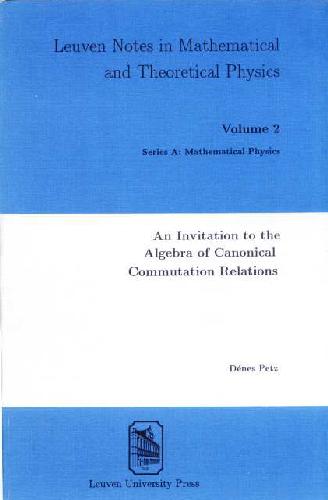 Leuven Notes in Mathematical
and Theoretical Physics
Volume 2
Series A: Mathematical Physics
An Invitation to the
Algebra of Canonical
Commutation Relations
Dénes Petz
Leuven University Press